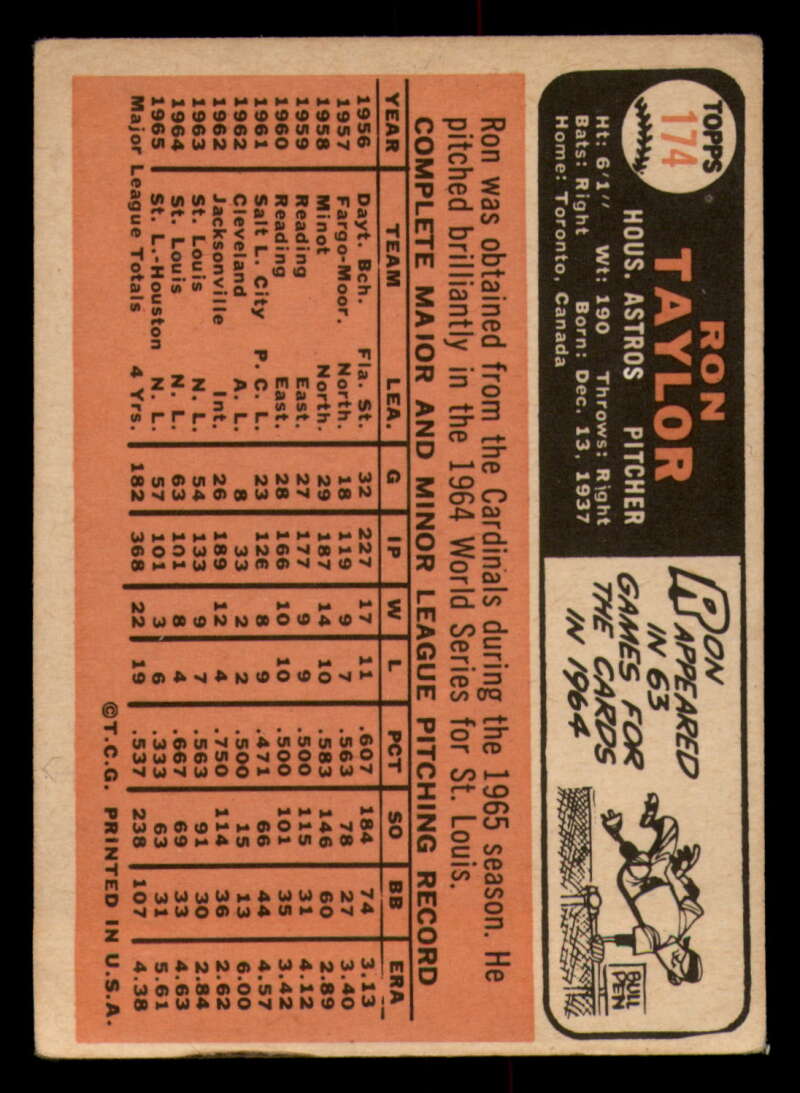 TOPPS
174
RON
TAYLOR
HOUS. ASTROS PITCHER
Ht: 6'1" Wt: 190 Throws: Right
Bats: Right Born: Dec. 13, 1937
Home: Toronto, Canada
RON
APPEARED
IN 63
GAMES FOR
THE CARDS
IN 1964
BULL
PEN
Ron was obtained from the Cardinals during the 1965 season. He
pitched brilliantly in the 1964 World Series for St. Louis.
COMPLETE MAJOR AND MINOR LEAGUE PITCHING RECORD
YEAR TEAM LEA. G IP W L PCT SO BB ERA
1956 Dayt. Bch. Fla. St. 32 227 17 11 .607 184 74 3.13
1957 Fargo-Moor. North. 18 119 9 7 .563 78 27 3.40
1958 Minot North. 29 187 14 10 .583 146 60 2.89
1959 Reading East. 27 177 9 9 .500 115 31 4.12
1960 Reading East. 28 166 10 10 .500 101 35 3.42
1961 Salt L. City P. C. L. 23 126 8 9 .471 66 44 4.57
1962 Cleveland A. L. 8 33 2 2 .500 15 13 6.00
1962 Jacksonville Int. 26 189 12 4 .750 114 36 2.62
1963 St. Louis N. L. 54 133 9 7 .563 91 30 2.84
1964 St. Louis N. L. 63 101 8 4 .667 69 33 4.63
1965 St. L.-Houston N. L. 57 101 3 6 .333 63 31 5.61
Major League Totals 4 Yrs. 182 368 22 19 .537 238 107 4.38
©T.C.G. PRINTED IN U.S.A.